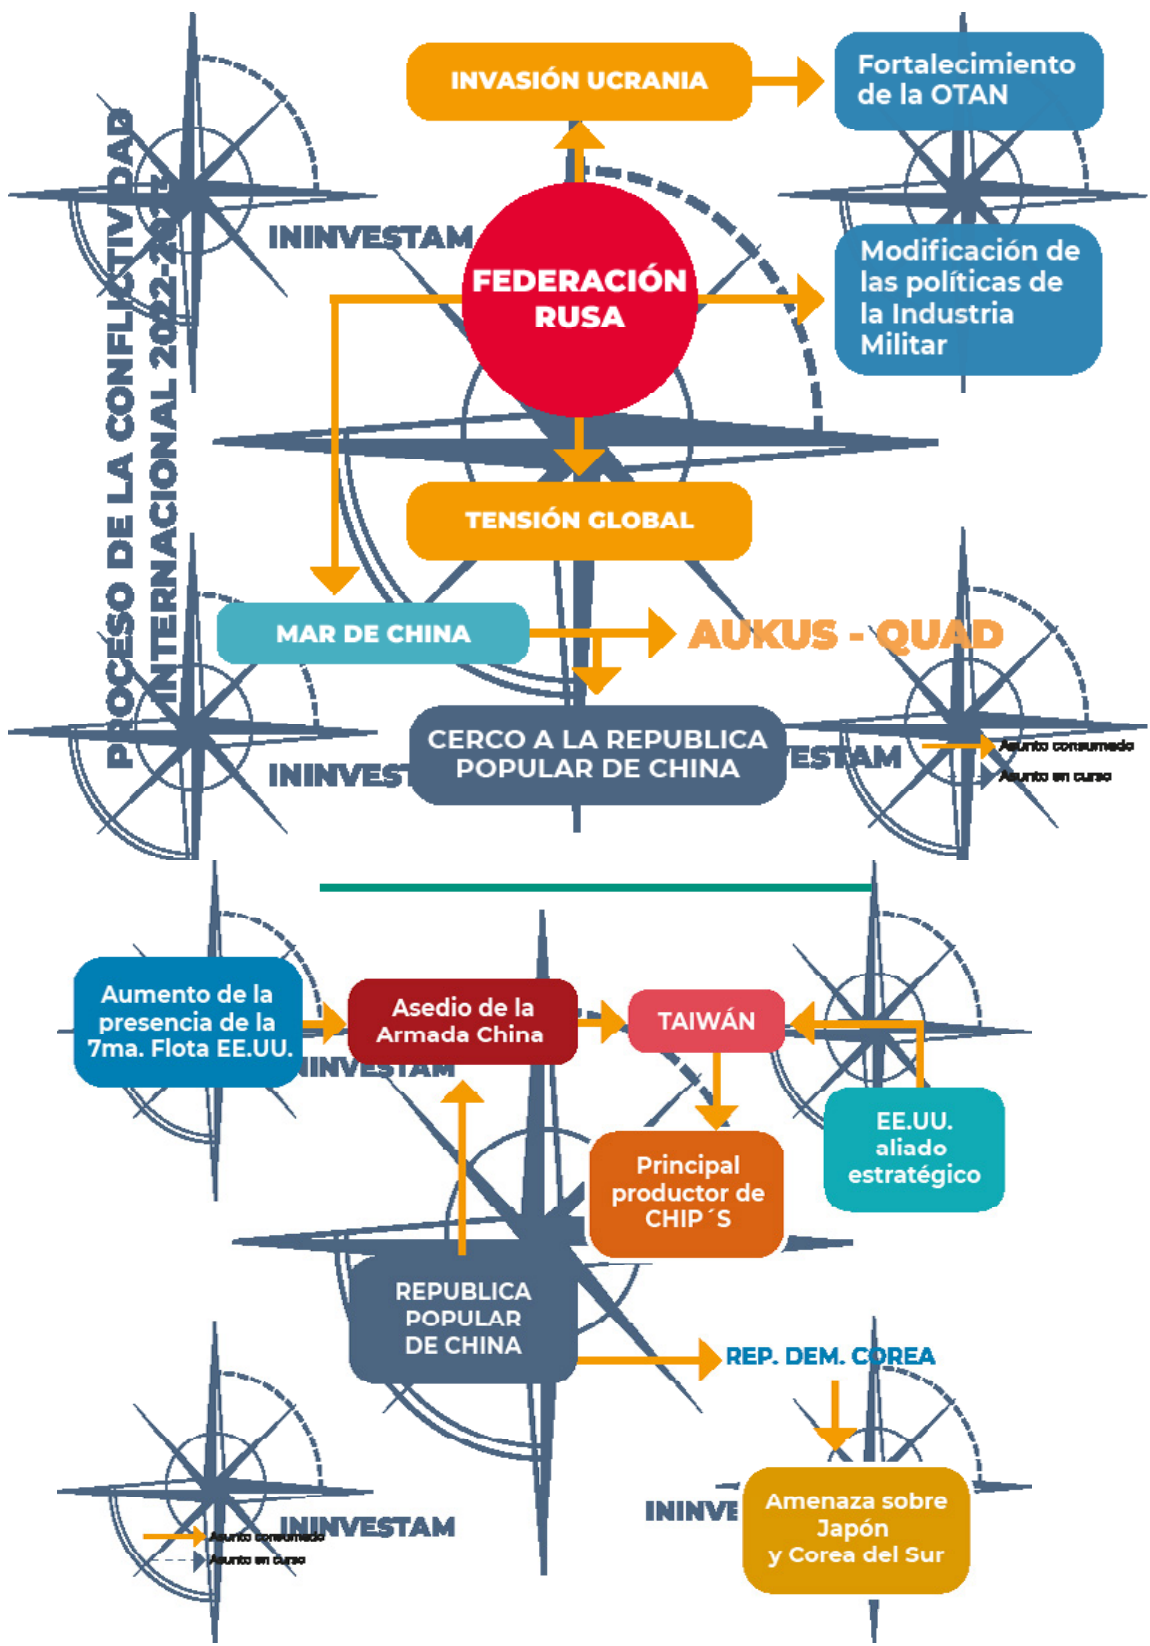 PROCESO DE LA CONFLICTIVIDAD
INTERNACIONAL 2022-2023
INVASIÓN UCRANIA
Fortalecimiento
de la OTAN
ININVESTAM
FEDERACIÓN
RUSA
Modificación de
las políticas de
la Industria
Militar
TENSIÓN GLOBAL
MAR DE CHINA
AUKUS - QUAD
CERCO A LA REPUBLICA
POPULAR DE CHINA
Asunto consumado
Asunto en curso
Aumento de la
presencia de la
7ma. Flota EE.UU.
Asedio de la
Armada China
TAIWÁN
ININVESTAM
EE.UU.
aliado
estratégico
Principal
productor de
CHIP´S
REPUBLICA
POPULAR
DE CHINA
REP. DEM. COREA
Amenaza sobre
Japón
y Corea del Sur
ININVESTAM
Asunto consumado
Asunto en curso